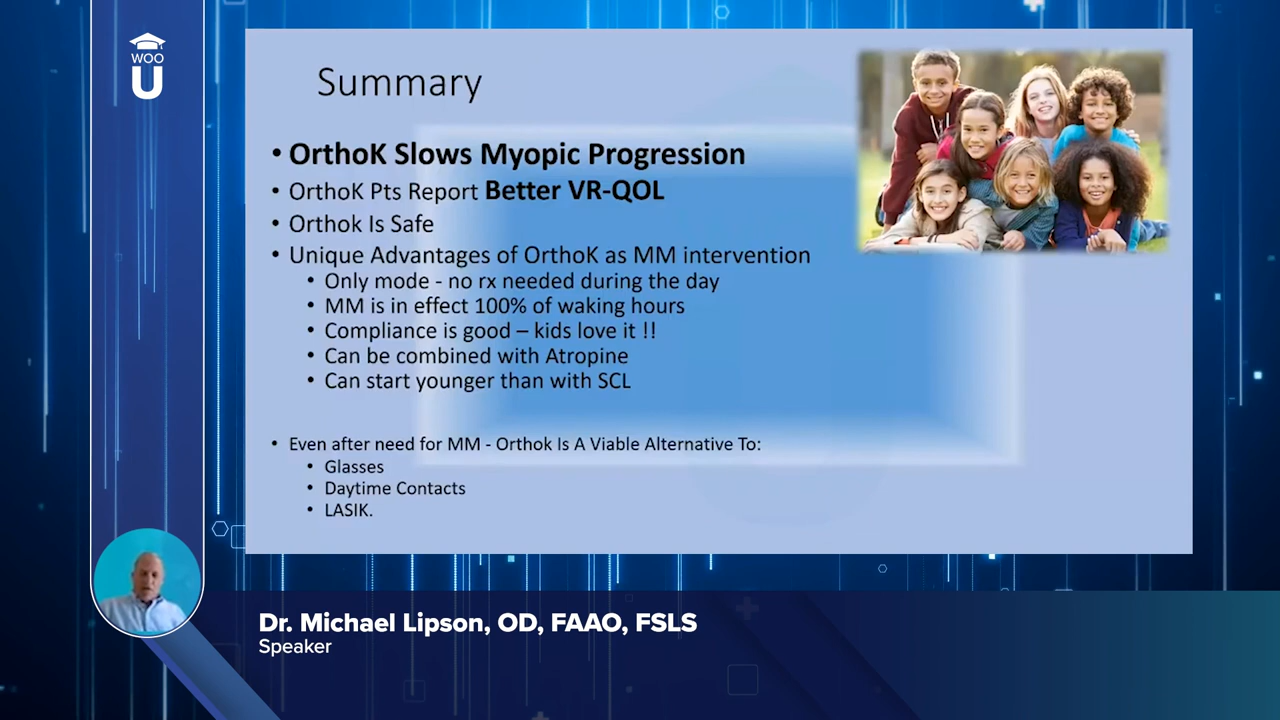 WOO
U
Summary
• OrthoK Slows Myopic Progression
• OrthoK Pts Report Better VR-QOL
• Orthok Is Safe
• Unique Advantages of OrthoK as MM intervention
• Only mode - no rx needed during the day
• MM is in effect 100% of waking hours
• Compliance is good – kids love it !!
• Can be combined with Atropine
• Can start younger than with SCL
• Even after need for MM - Orthok Is A Viable Alternative To:
• Glasses
• Daytime Contacts
• LASIK.
Dr. Michael Lipson, OD, FAAO, FSLS
Speaker